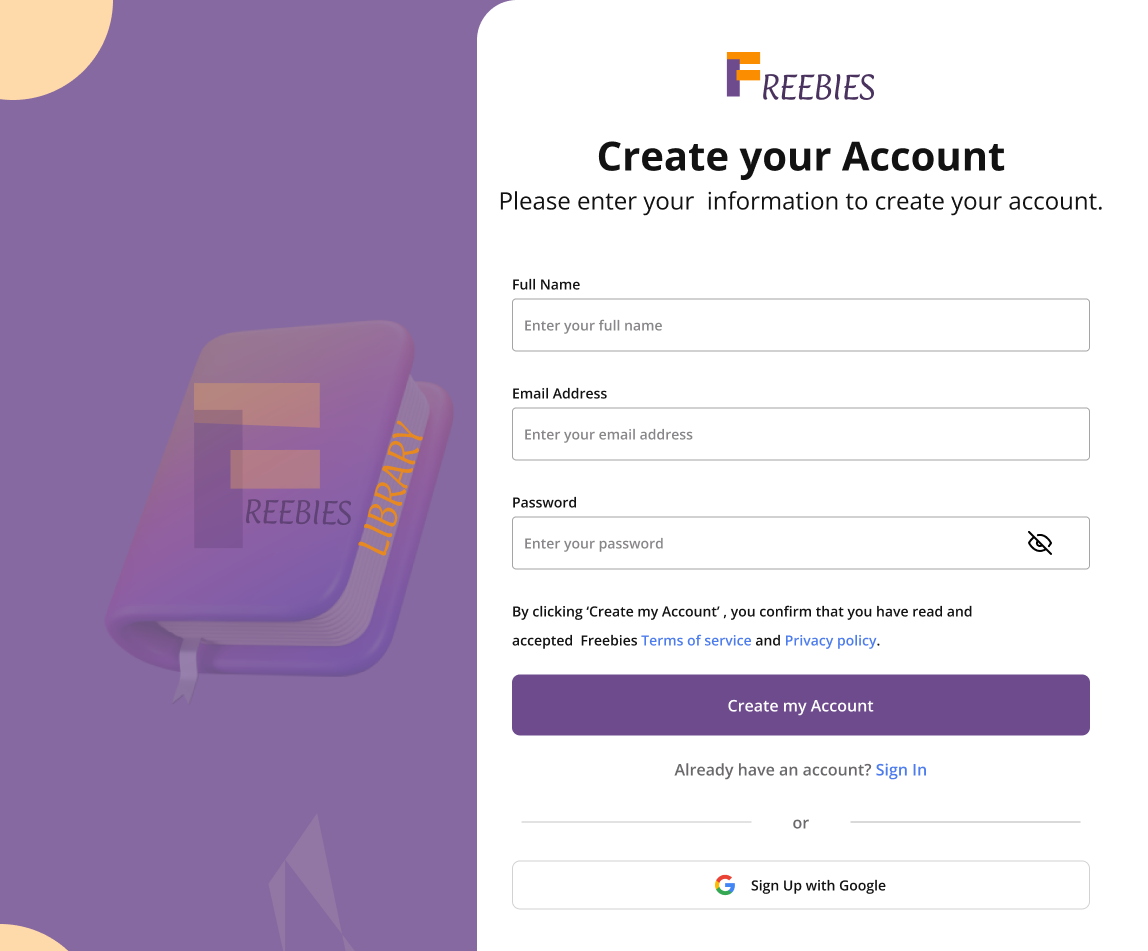 FREEBIES
Create your Account
Please enter your  information to create your account.
Full Name
Enter your full name
Email Address
Enter your email address
Password
Enter your password
By clicking ‘Create my Account’ , you confirm that you have read and
accepted  Freebies Terms of service and Privacy policy.
Create my Account
Already have an account? Sign In
or
Sign Up with Google
FREEBIES
LIBRARY